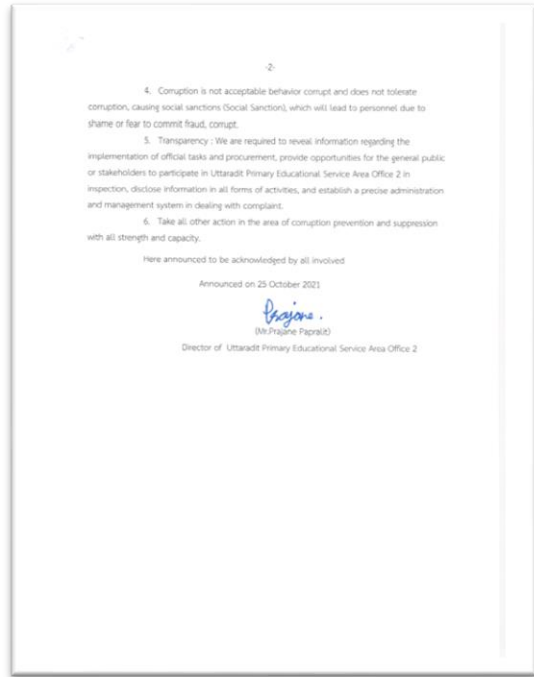 -2-
4. Corruption is not acceptable behavior corrupt and does not tolerate
corruption, causing social sanctions (Social Sanction), which will lead to personnel due to
shame or fear to commit fraud, corrupt.
5. Transparency : We are required to reveal information regarding the
implementation of official tasks and procurement, provide opportunities for the general public
or stakeholders to participate in Uttaradit Primary Educational Service Area Office 2 in
inspection, disclose information in all forms of activities, and establish a precise administration
and management system in dealing with complaint.
6. Take all other action in the area of corruption prevention and suppression
with all strength and capacity.
Here announced to be acknowledged by all involved
Announced on 25 October 2021
Prajane.
(Mr.Prajane Papralit)
Director of Uttaradit Primary Educational Service Area Office 2